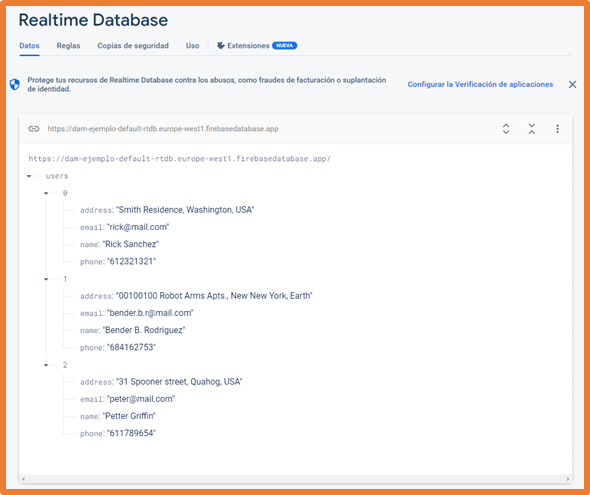 Realtime Database
Datos Reglas Copias de seguridad Uso Extensiones NUEVA
Protege tus recursos de Realtime Database contra los abusos, como fraudes de facturación o suplantación
de identidad.
Configurar la Verificación de aplicaciones
https://dam-ejemplo-default-rtdb.europe-west1.firebasedatabase.app
https://dam-ejemplo-default-rtdb.europe-west1.firebasedatabase.app/
users
0
address: "Smith Residence, Washington, USA"
email: "rick@mail.com"
name: "Rick Sanchez"
phone: "612321321"
1
address: "00100100 Robot Arms Apts., New New York, Earth"
email: "bender.b.r@mail.com"
name: "Bender B. Rodriguez"
phone: "684162753"
2
address: "31 Spooner street, Quahog, USA"
email: "peter@mail.com"
name: "Petter Griffin"
phone: "611789654"